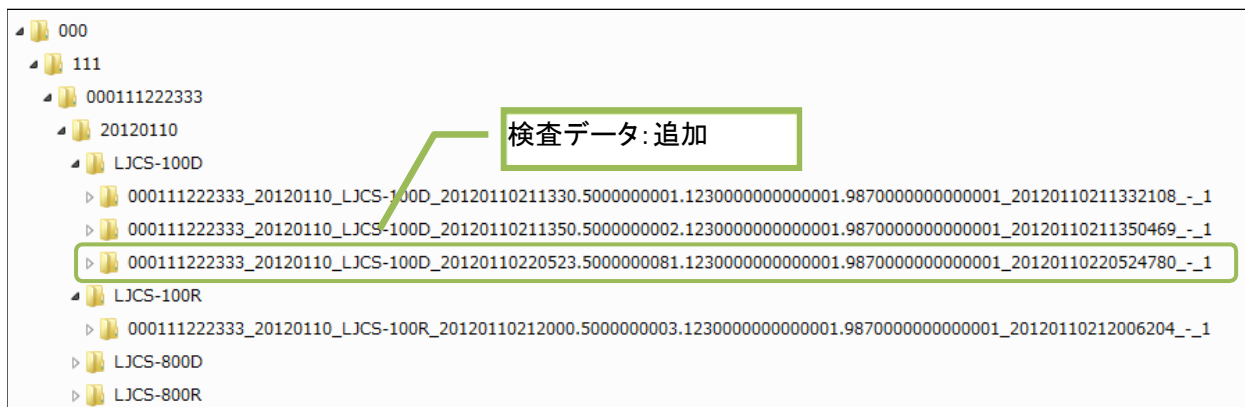 000
111
000111222333
20120110
検査データ：追加
LJCS-100D
000111222333_20120110_LJCS-100D_20120110211330.5000000001.1230000000000001.9870000000000001_20120110211332108_-_1
000111222333_20120110_LJCS-100D_20120110211350.5000000002.1230000000000001.9870000000000001_20120110211350469_-_1
000111222333_20120110_LJCS-100D_20120110220523.5000000081.1230000000000001.9870000000000001_20120110220524780_-_1
LJCS-100R
000111222333_20120110_LJCS-100R_20120110212000.5000000003.1230000000000001.9870000000000001_20120110212006204_-_1
LJCS-800D
LJCS-800R